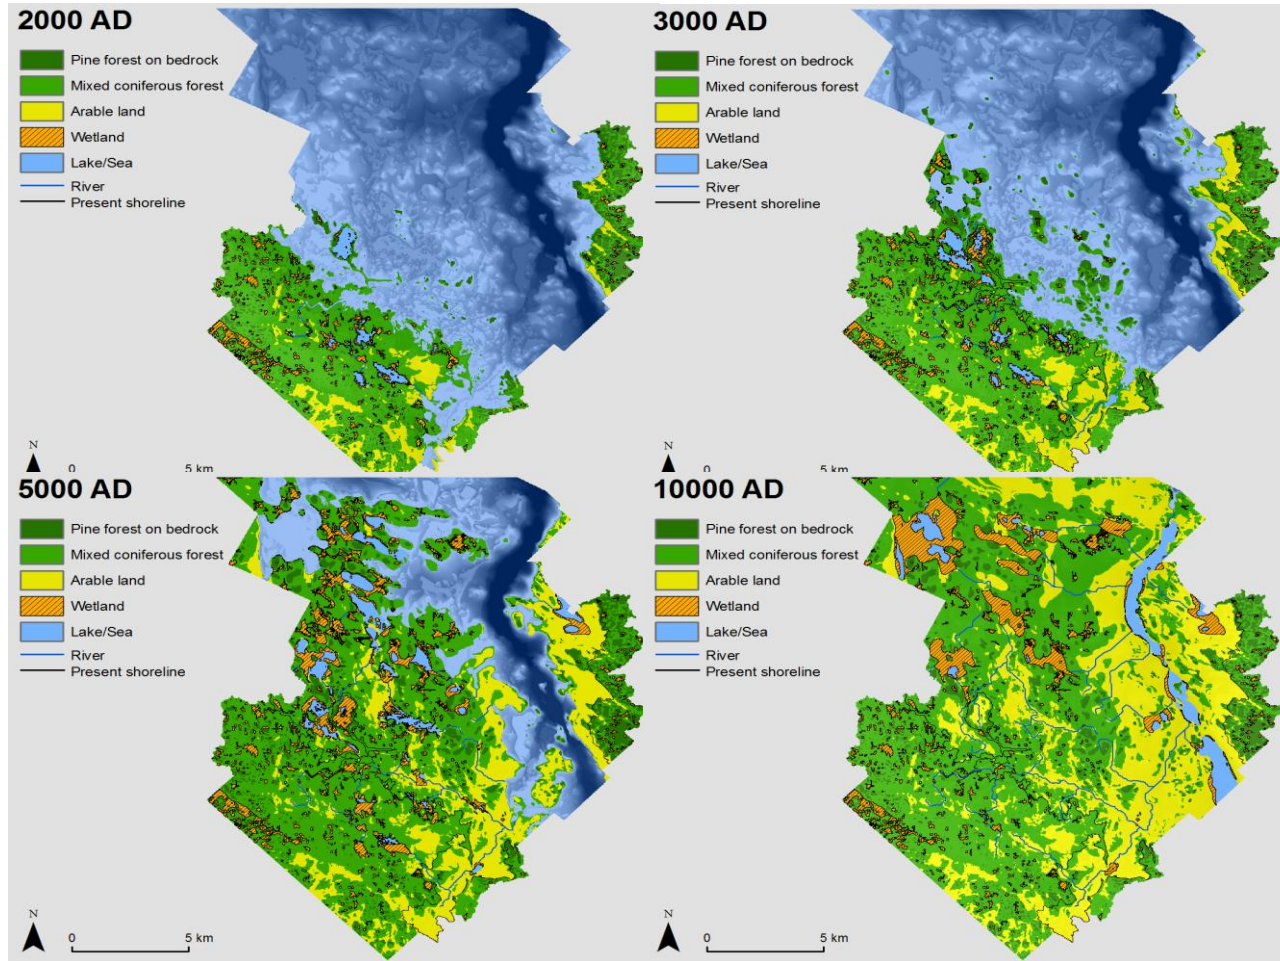 2000 AD
Pine forest on bedrock
Mixed coniferous forest
Arable land
Wetland
Lake/Sea
River
Present shoreline
N
0 5 km
3000 AD
Pine forest on bedrock
Mixed coniferous forest
Arable land
Wetland
Lake/Sea
River
Present shoreline
N
0 5 km
5000 AD
Pine forest on bedrock
Mixed coniferous forest
Arable land
Wetland
Lake/Sea
River
Present shoreline
N
0 5 km
10000 AD
Pine forest on bedrock
Mixed coniferous forest
Arable land
Wetland
Lake/Sea
River
Present shoreline
N
0 5 km